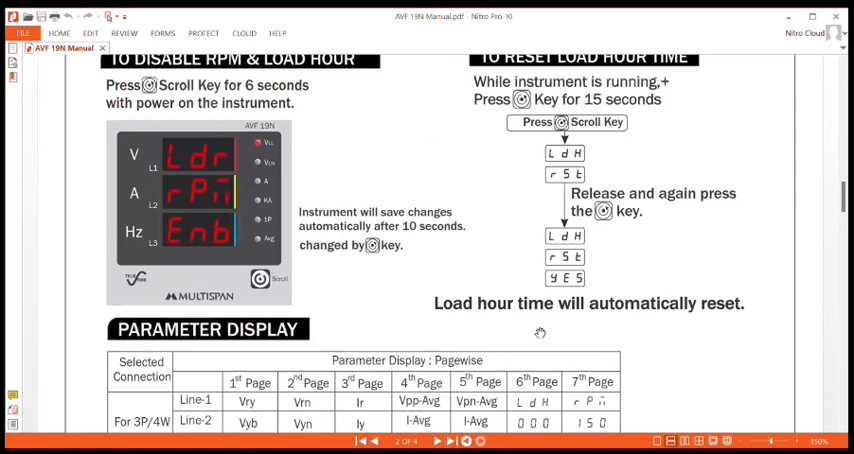 AVF 19N Manual.pdf - Nitro Pro 10
FILE HOME EDIT REVIEW FORMS PROTECT CLOUD HELP
Nitro Cloud
AVF 19N Manual
TO DISABLE RPM & LOAD HOUR
Press Scroll Key for 6 seconds
with power on the instrument.
AVF 19N
V L1 Ldr
A L2 rPM
Hz L3 Enb
VLL
VLN
A
KA
1P
Avg
TRUE RMS
MULTISPAN
Scroll
Instrument will save changes
automatically after 10 seconds.
changed by key.
TO RESET LOAD HOUR TIME
While instrument is running,+
Press Key for 15 seconds
Press Scroll Key
LdH
rSt
Release and again press
the key.
LdH
rSt
YES
Load hour time will automatically reset.
PARAMETER DISPLAY
Selected
Connection
Parameter Display : Pagewise
1st Page 2nd Page 3rd Page 4th Page 5th Page 6th Page 7th Page
For 3P/4W
Line-1 Vry Vrn Ir Vpp-Avg Vpn-Avg LdH rPM
Line-2 Vyb Vyn Iy I-Avg I-Avg 000 150
2 OF 4
150%